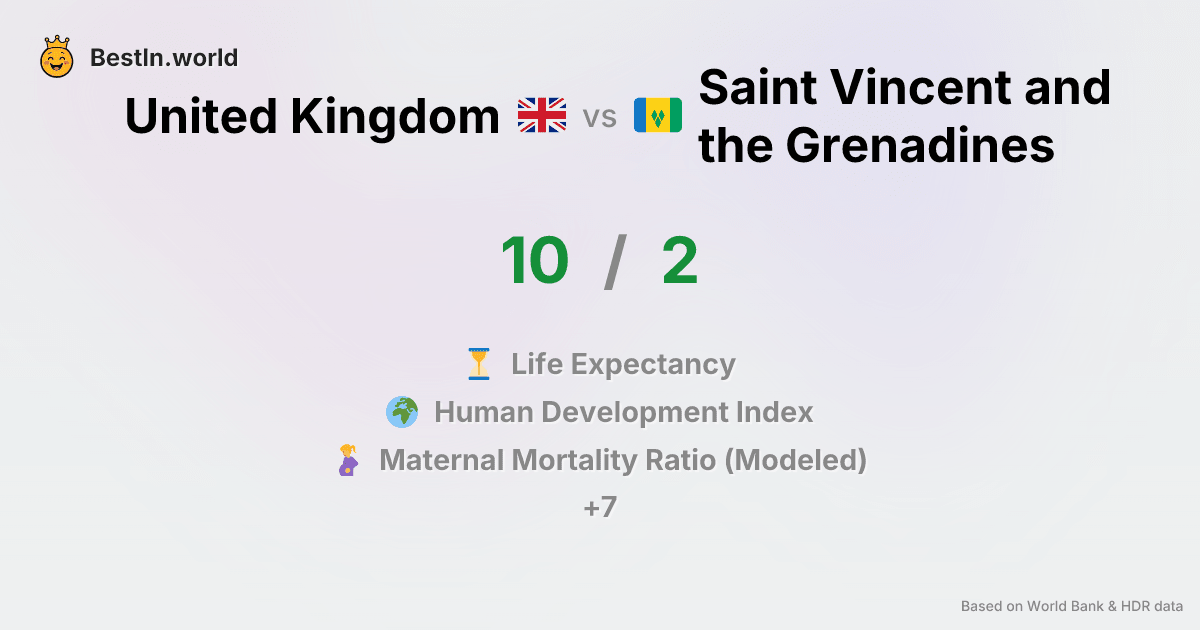 BestIn.world
United Kingdom vs Saint Vincent and
the Grenadines
10 / 2
Life Expectancy
Human Development Index
Maternal Mortality Ratio (Modeled)
+7
Based on World Bank & HDR data